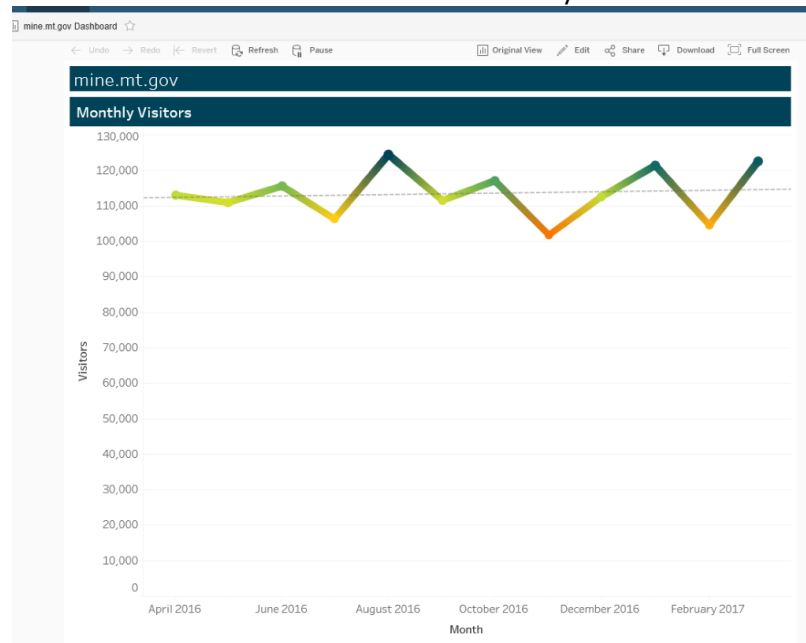 mine.mt.gov Dashboard
Undo Redo Revert Refresh Pause Original View Edit Share Download Full Screen
mine.mt.gov
Monthly Visitors
130,000
120,000
110,000
100,000
90,000
80,000
70,000
60,000
50,000
40,000
30,000
20,000
10,000
0
Visitors
April 2016 June 2016 August 2016 October 2016 December 2016 February 2017
Month